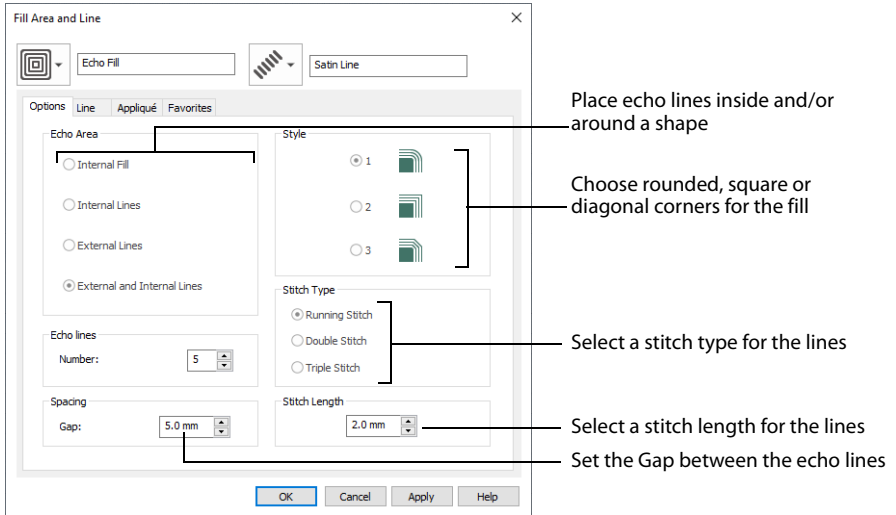 Fill Area and Line
Echo Fill
Satin Line
Options Line Appliqué Favorites
Echo Area
Internal Fill
Internal Lines
External Lines
External and Internal Lines
Style
1
2
3
Stitch Type
Running Stitch
Double Stitch
Triple Stitch
Echo lines
Number: 5
Spacing
Gap: 5.0 mm
Stitch Length
2.0 mm
OK Cancel Apply Help
Place echo lines inside and/or
around a shape
Choose rounded, square or
diagonal corners for the fill
Select a stitch type for the lines
Select a stitch length for the lines
Set the Gap between the echo lines